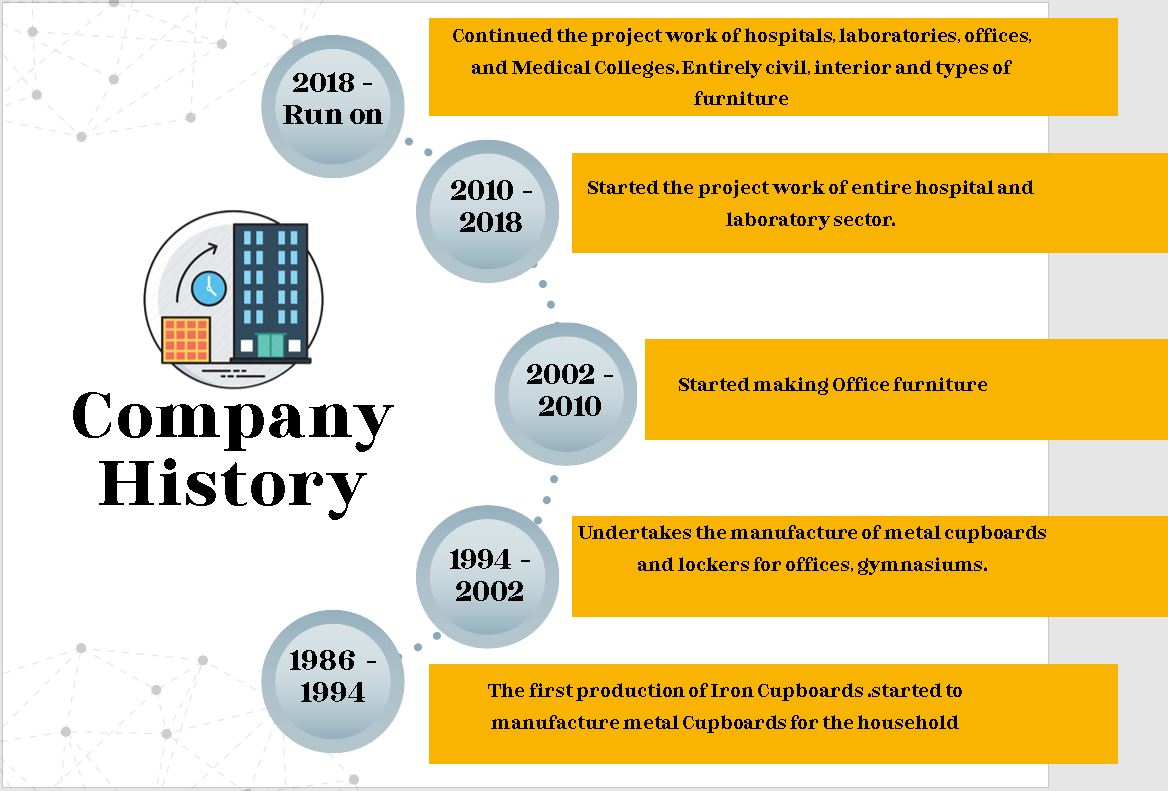 2018 -
Run on
Continued the project work of hospitals, laboratories, offices,
and Medical Colleges.Entirely civil, interior and types of
furniture
2010 -
2018
Started the project work of entire hospital and
laboratory sector.
Company
History
2002 -
2010
Started making Office furniture
1994 -
2002
Undertakes the manufacture of metal cupboards
and lockers for offices, gymnasiums.
1986 -
1994
The first production of Iron Cupboards .started to
manufacture metal Cupboards for the household